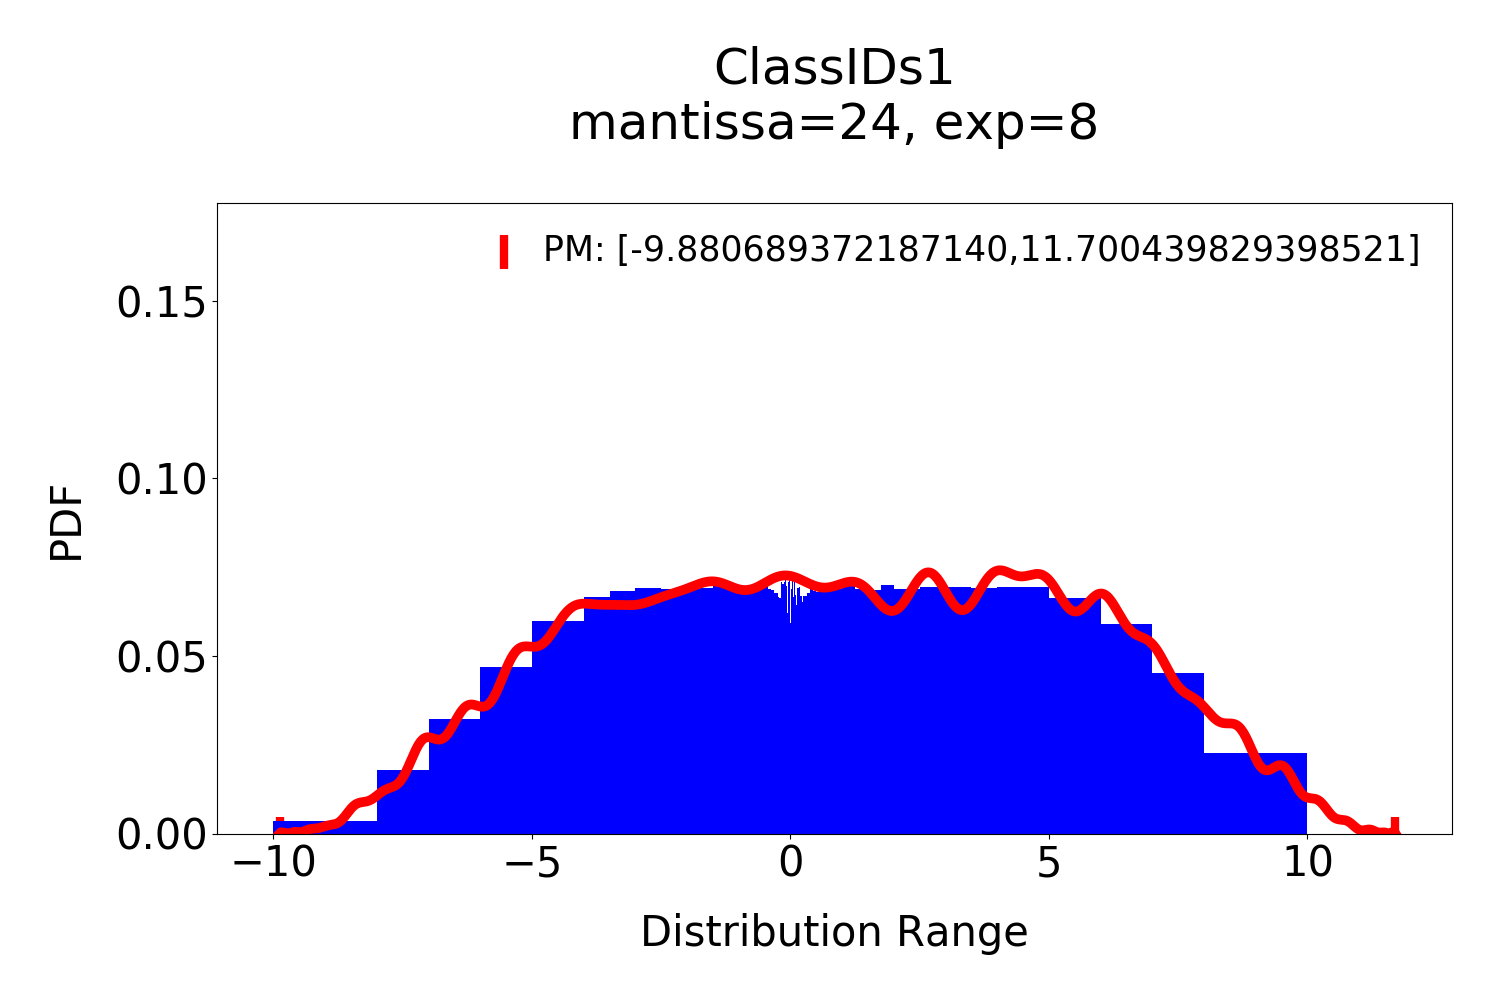 ClassIDs1
mantissa=24, exp=8
PM: [-9.880689372187140,11.700439829398521]
0.15
0.10
0.05
0.00
PDF
−10
−5
0
5
10
Distribution Range